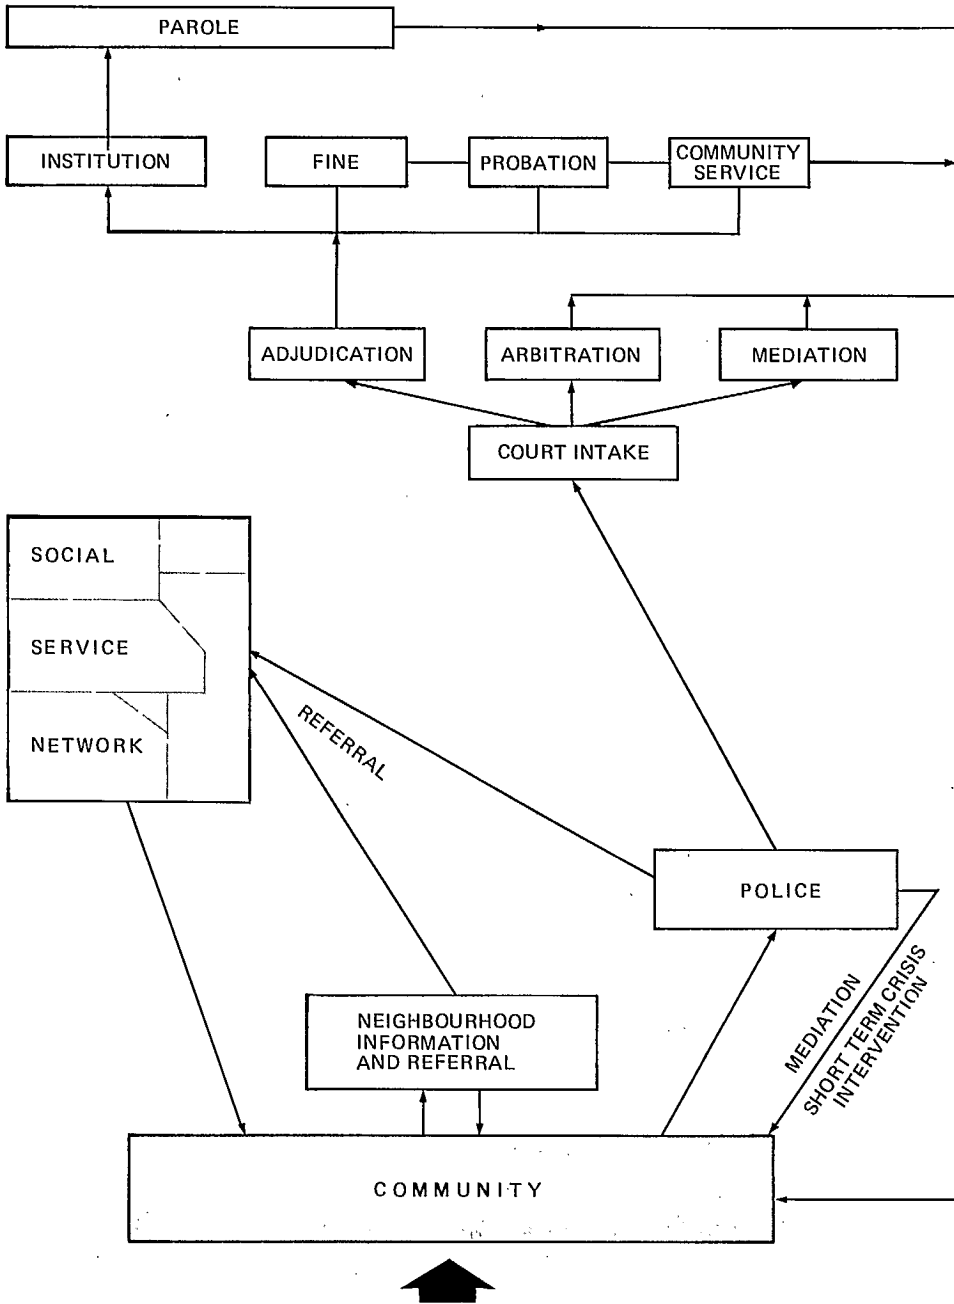 PAROLE
INSTITUTION
FINE
PROBATION
COMMUNITY
SERVICE
ADJUDICATION
ARBITRATION
MEDIATION
COURT INTAKE
SOCIAL
SERVICE
NETWORK
REFERRAL
POLICE
MEDIATION
SHORT TERM CRISIS
INTERVENTION
NEIGHBOURHOOD
INFORMATION
AND REFERRAL
COMMUNITY